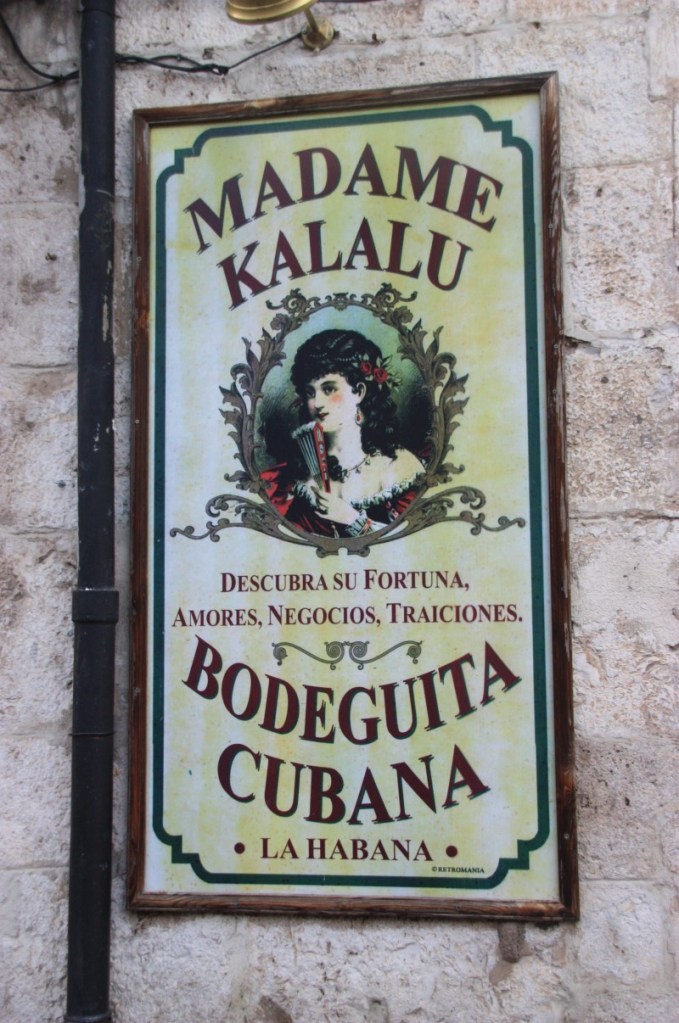 MADAME
KALALU
DESCUBRA SU FORTUNA,
AMORES, NEGOCIOS, TRAICIONES.
BODEGUITA
CUBANA
• LA HABANA •
© RETROMANIA